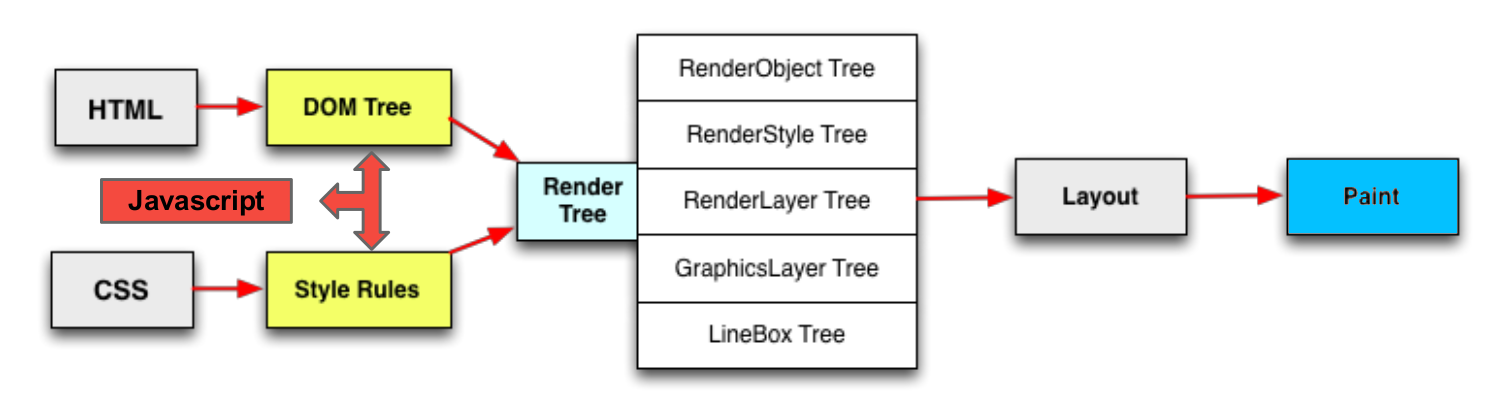 HTML
DOM Tree
Javascript
CSS
Style Rules
Render
Tree
RenderObject Tree
RenderStyle Tree
RenderLayer Tree
GraphicsLayer Tree
LineBox Tree
Layout
Paint